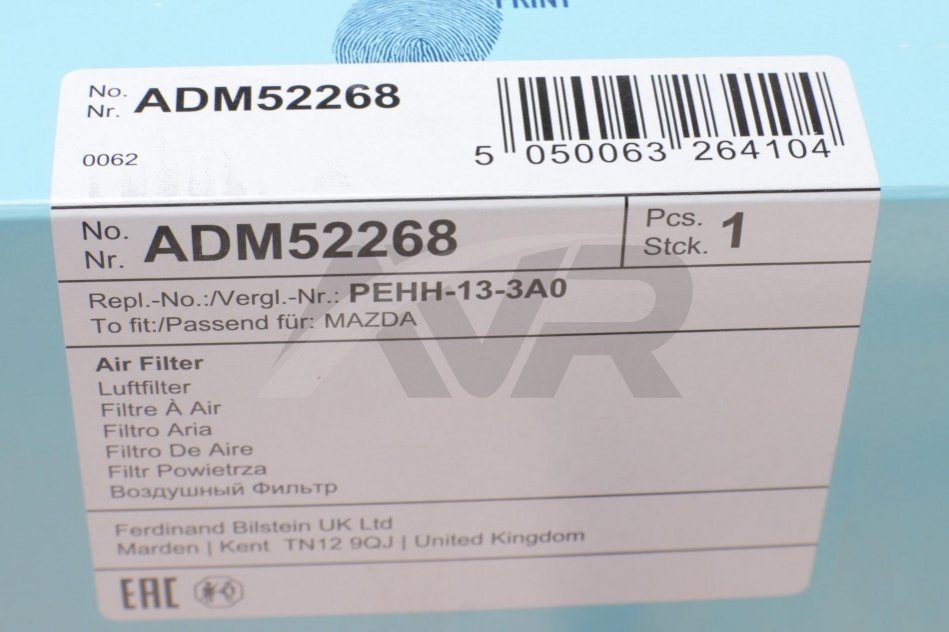 PRINT
No.
Nr. ADM52268
0062
5 050063 264104
No.
Nr. ADM52268
Pcs.
Stck. 1
Repl.-No.:/Vergl.-Nr.: PEHH-13-3A0
To fit:/Passend für: MAZDA
AVR
Air Filter
Luftfilter
Filtre À Air
Filtro Aria
Filtro De Aire
Filtr Powietrza
Воздушный Фильтр
Ferdinand Bilstein UK Ltd
Marden | Kent TN12 9QJ | United Kingdom
EAC